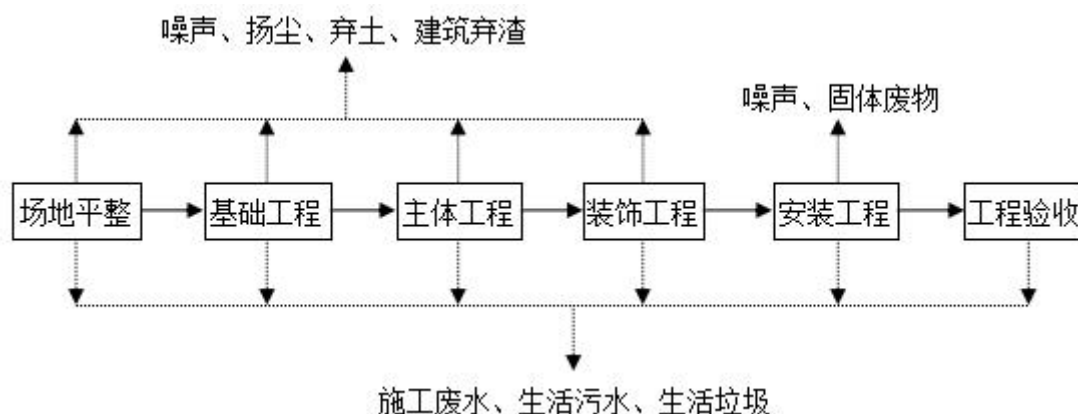 噪声、扬尘、弃土、建筑弃渣
噪声、固体废物
场地平整
基础工程
主体工程
装饰工程
安装工程
工程验收
施工废水、生活污水、生活垃圾